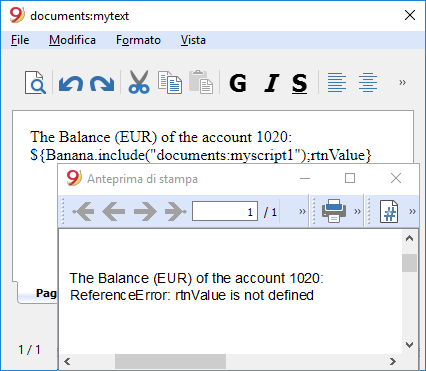 documents:mytext
File Modifica Formato Vista
G I S »
The Balance (EUR) of the account 1020:
${Banana.include("documents:myscript1");rtnValue}
Anteprima di stampa
1 / 1 » » # »
The Balance (EUR) of the account 1020:
ReferenceError: rtnValue is not defined
Pag
1 / 1